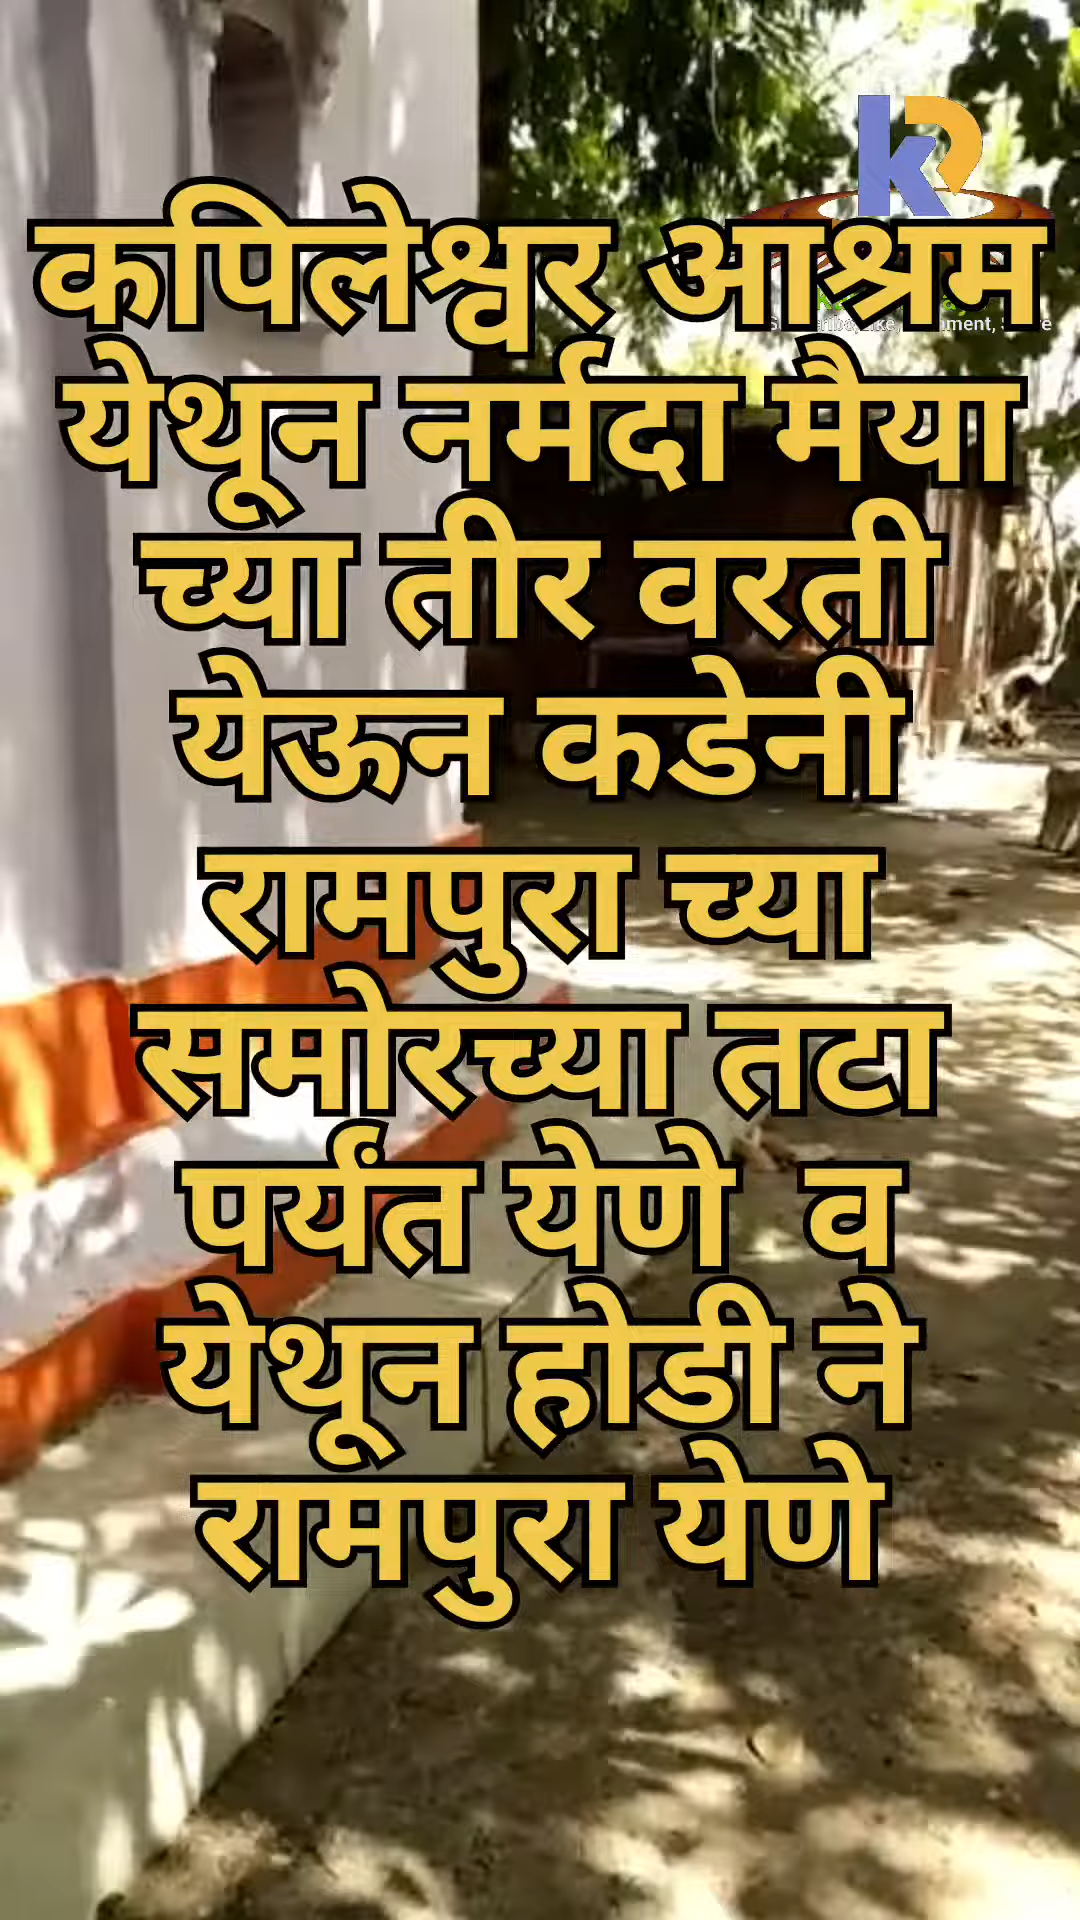 कपिलेश्वर आश्रम
येथून नर्मदा मैया
च्या तीर वरती
येऊन कडेनी
रामपुरा च्या
समोरच्या तटा
पर्यंत येणे व
येथून होडी ने
रामपुरा येणे